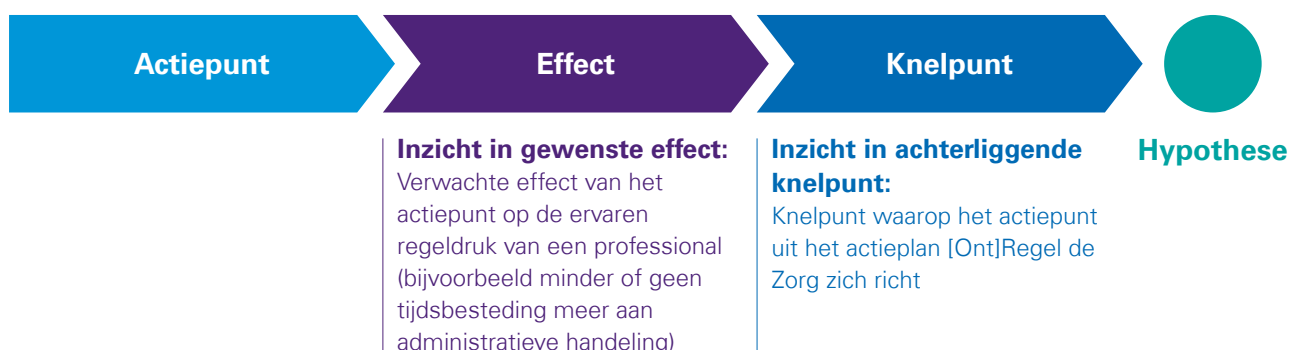 Actiepunt
Effect
Knelpunt
Inzicht in gewenste effect:
Verwachte effect van het
actiepunt op de ervaren
regeldruk van een professional
(bijvoorbeeld minder of geen
tijdsbesteding meer aan
administratieve handeling)
Inzicht in achterliggende
knelpunt:
Knelpunt waarop het actiepunt
uit het actieplan [Ont]Regel de
Zorg zich richt
Hypothese